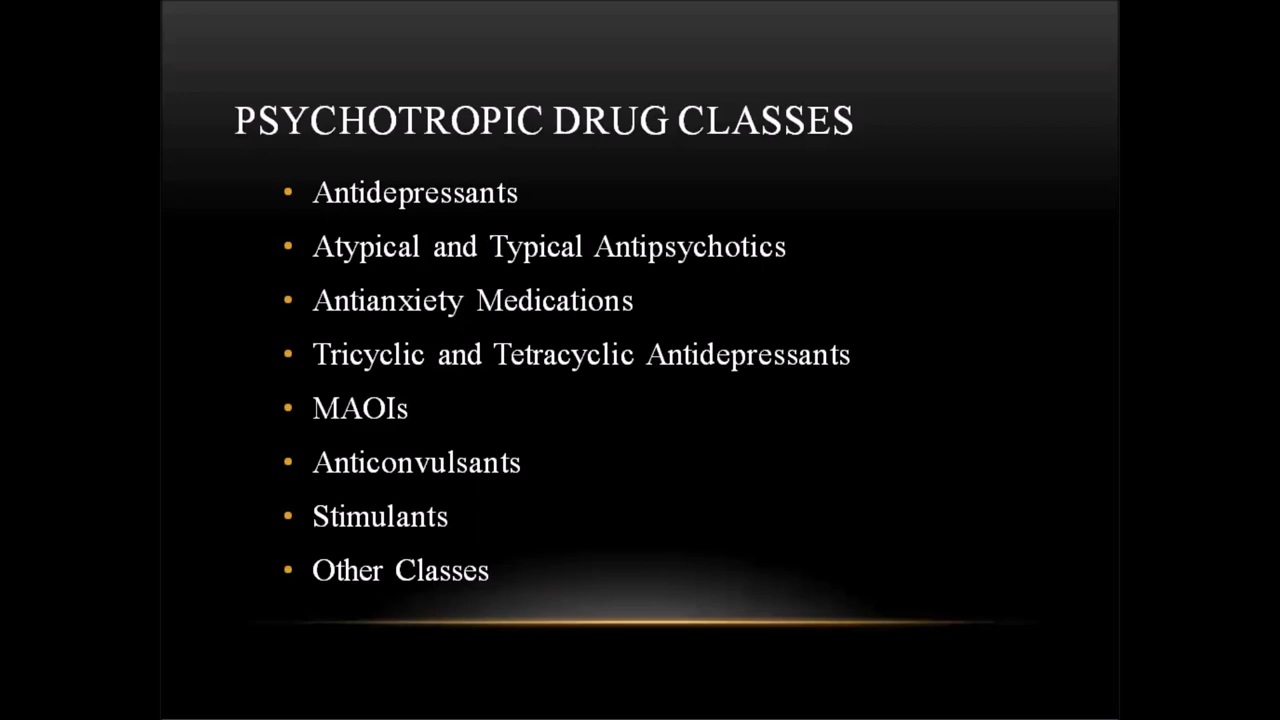 PSYCHOTROPIC DRUG CLASSES
• Antidepressants
• Atypical and Typical Antipsychotics
• Antianxiety Medications
• Tricyclic and Tetracyclic Antidepressants
• MAOIs
• Anticonvulsants
• Stimulants
• Other Classes